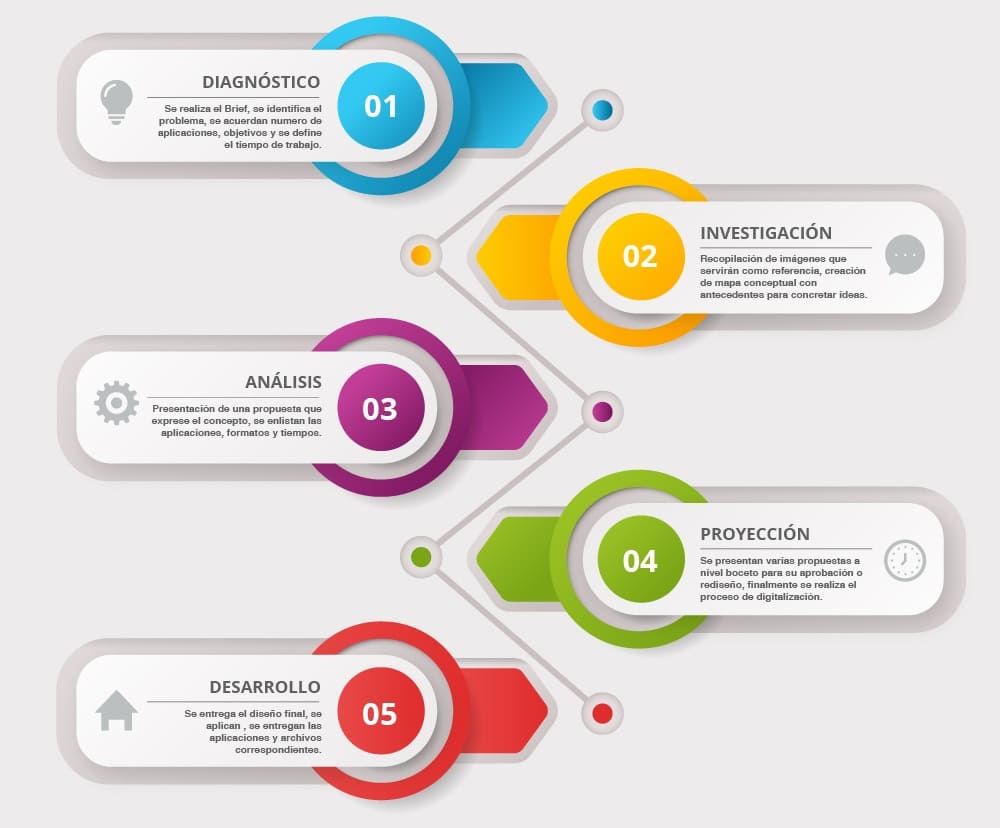 DIAGNÓSTICO
Se realiza el Brief, se identifica el
problema, se acuerdan numero de
aplicaciones, objetivos y se define
el tiempo de trabajo.
01
02
INVESTIGACIÓN
Recopilación de imágenes que
servirán como referencia, creación
de mapa conceptual con
antecedentes para concretar ideas.
ANÁLISIS
Presentación de una propuesta que
exprese el concepto, se enlistan las
aplicaciones, formatos y tiempos.
03
04
PROYECCIÓN
Se presentan varias propuestas a
nivel boceto para su aprobación o
rediseño, finalmente se realiza el
proceso de digitalización.
DESARROLLO
Se entrega el diseño final, se
aplican , se entregan las
aplicaciones y archivos
correspondientes.
05